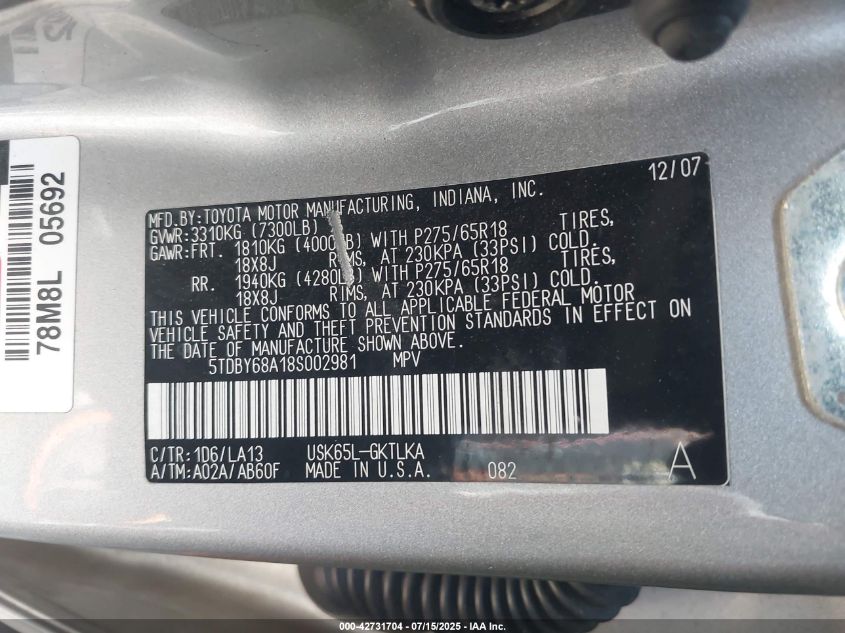 12/07
MFD.BY:TOYOTA MOTOR MANUFACTURING, INDIANA, INC.
GVWR:3310KG (7300LB)
GAWR:FRT. 1810KG (4000LB) WITH P275/65R18 TIRES,
18X8J RIMS, AT 230KPA (33PSI) COLD.
RR. 1940KG (4280LB) WITH P275/65R18 TIRES,
18X8J RIMS, AT 230KPA (33PSI) COLD.
THIS VEHICLE CONFORMS TO ALL APPLICABLE FEDERAL MOTOR
VEHICLE SAFETY AND THEFT PREVENTION STANDARDS IN EFFECT ON
THE DATE OF MANUFACTURE SHOWN ABOVE.
5TDBY68A18S002981 MPV
C/TR:1D6/LA13 USK65L-GKTLKA
A/TM:A02A/AB60F MADE IN U.S.A. 082 A
78M8L 05692
000-42731704 - 07/15/2025 - IAA Inc.